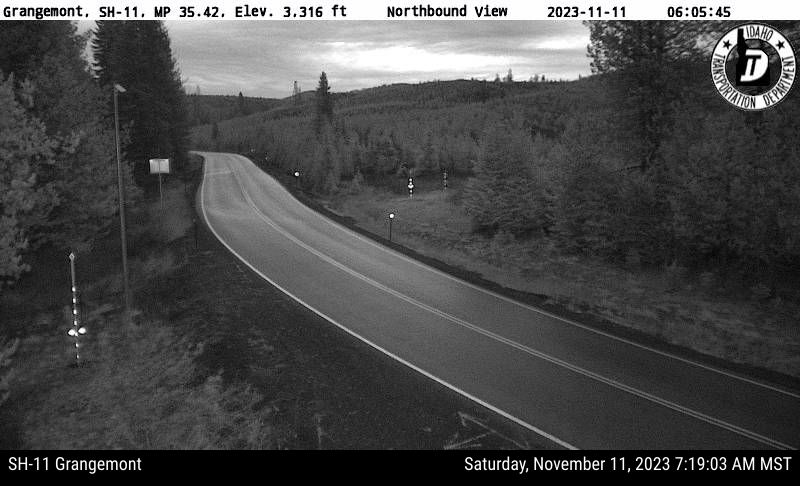 Grangemont, SH-11, MP 35.42, Elev. 3,316 ft Northbound View 2023-11-11 06:05:45
IDAHO
TRANSPORTATION DEPARTMENT
SH-11 Grangemont Saturday, November 11, 2023 7:19:03 AM MST